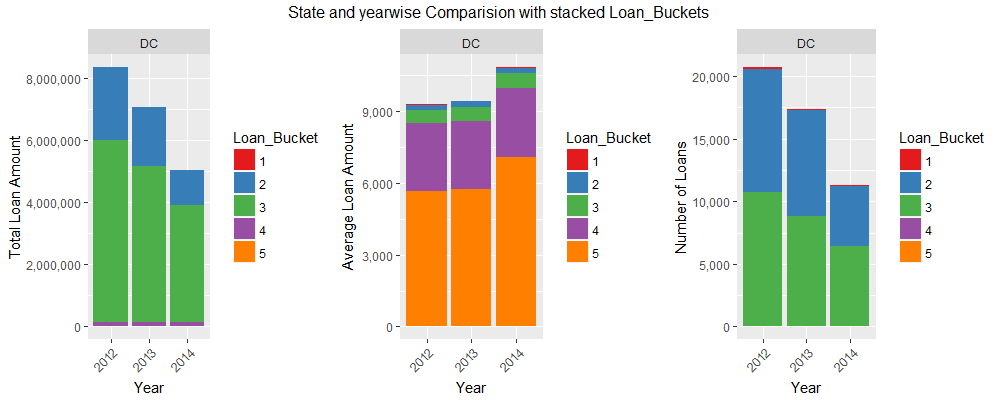 State and yearwise Comparision with stacked Loan_Buckets
DC
8,000,000
6,000,000
4,000,000
2,000,000
0
Total Loan Amount
2012
2013
2014
Year
Loan_Bucket
1
2
3
4
5
DC
9,000
6,000
3,000
0
Average Loan Amount
2012
2013
2014
Year
Loan_Bucket
1
2
3
4
5
DC
20,000
15,000
10,000
5,000
0
Number of Loans
2012
2013
2014
Year
Loan_Bucket
1
2
3
4
5